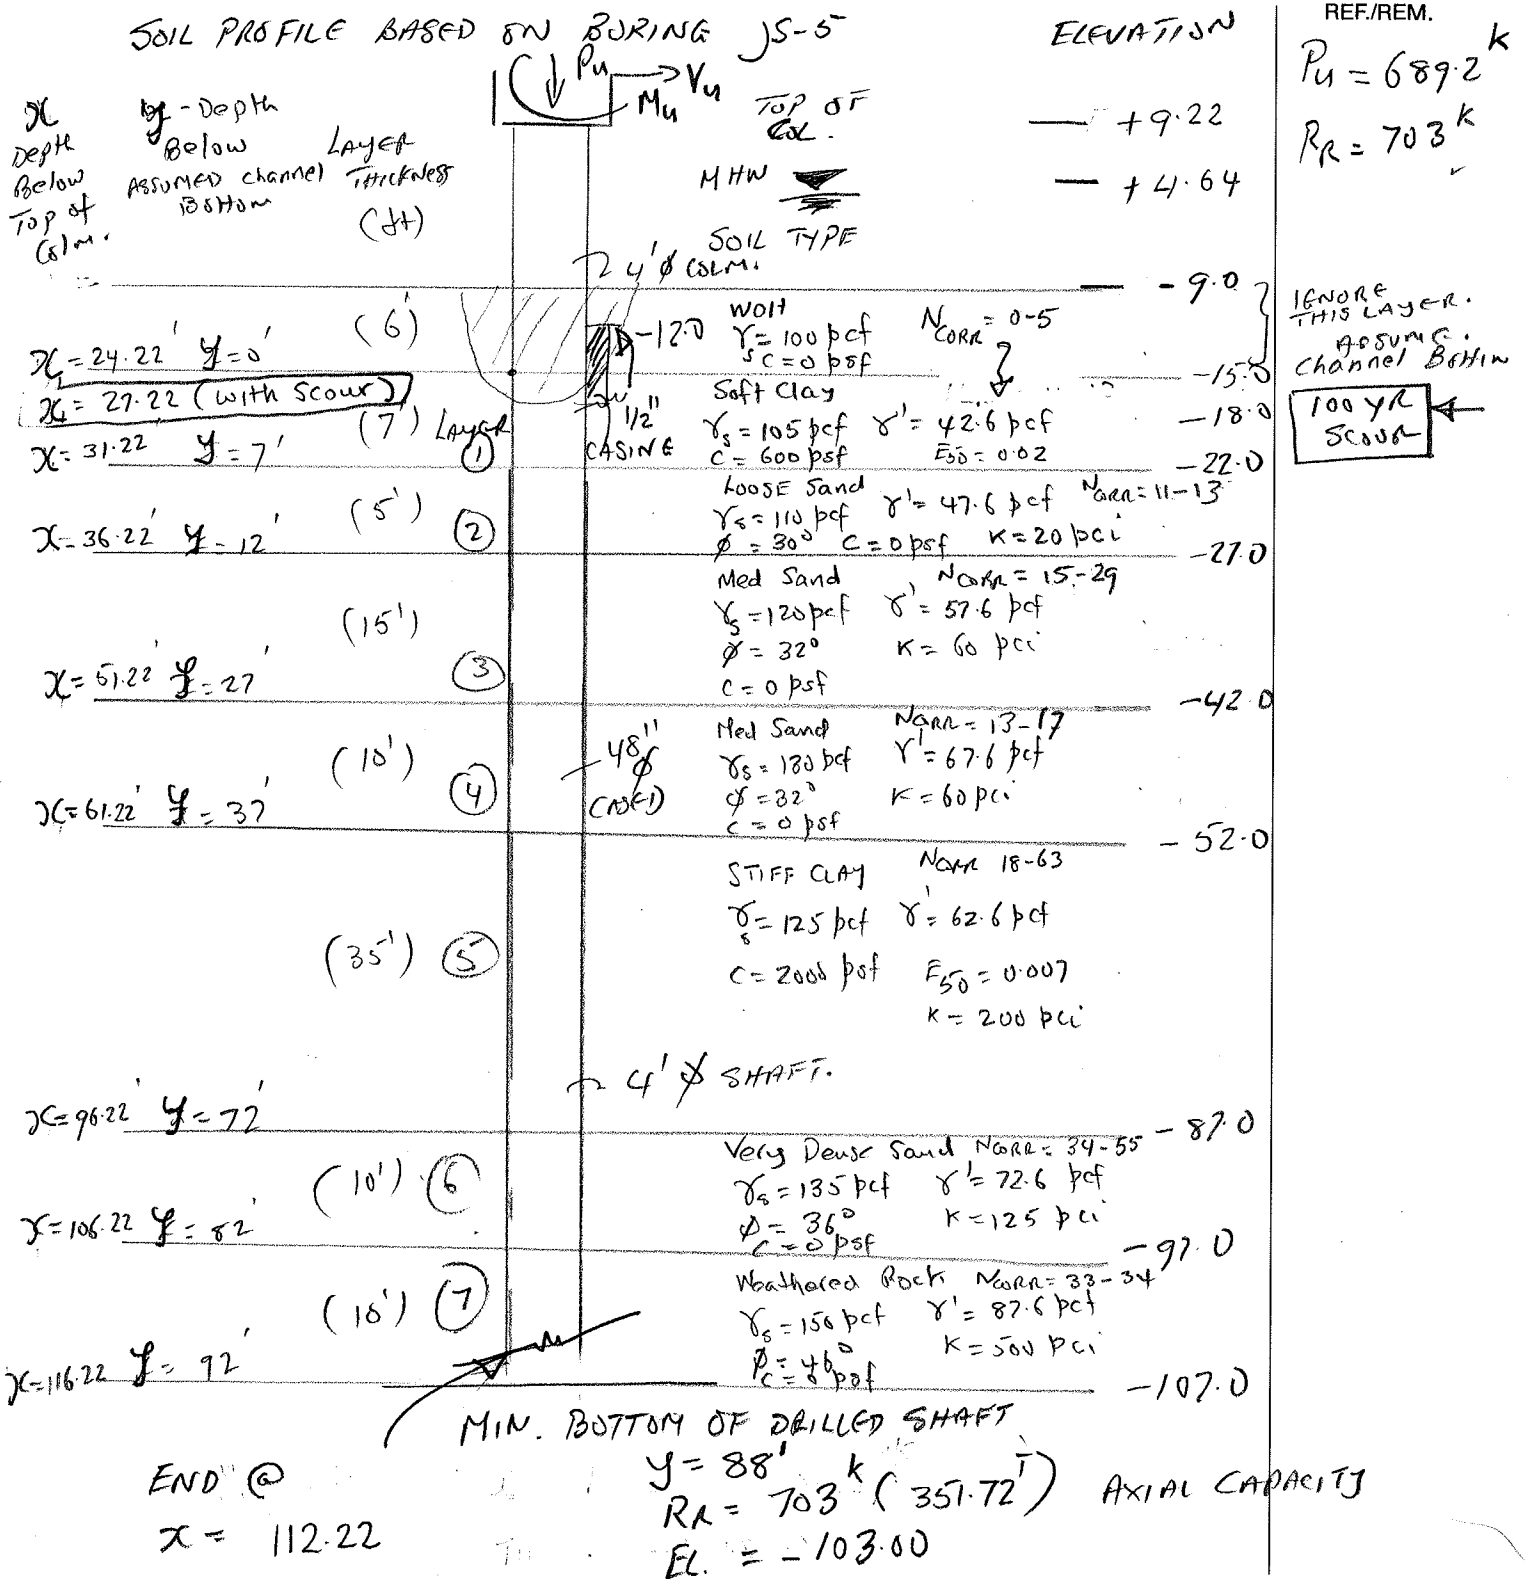 SOIL PROFILE BASED ON BORING JS-5
ELEVATION
REF./REM.
Pu = 689.2 k
RR = 703 k
Pu
Vu
Mu
x
Depth
Below
Top of
Colm.
y - Depth
Below
ASSUMED channel
Bottom
LAYER
THICKNESS
(ft)
TOP OF
COL.
+9.22
MHW
+4.64
SOIL TYPE
4' φ COLM.
-9.0
IGNORE
THIS LAYER.
ASSUME.
Channel Bottom
(6')
-12.0
WOH
γs = 100 pcf
c = 0 psf
NCORR = 0-5
x = 24.22' y = 0'
-15.0
x = 27.22 (with Scour)
Soft Clay
γs = 105 pcf γ' = 42.6 pcf
c = 600 psf E50 = 0.02
-18.0
100 YR
SCOUR
(7') LAYER
1
1/2"
CASING
x = 31.22' y = 7'
-22.0
LOOSE Sand
γs = 110 pcf γ' = 47.6 pcf NCORR = 11-13
φ = 30° c = 0 psf K = 20 pci
(5') 2
x = 36.22' y = 12'
-27.0
Med Sand NCORR = 15-29
γs = 120 pcf γ' = 57.6 pcf
φ = 32° K = 60 pci
c = 0 psf
(15')
3
x = 51.22' y = 27'
-42.0
Med Sand NCORR = 13-17
γs = 130 pcf γ' = 67.6 pcf
φ = 32° K = 60 pci
c = 0 psf
(10')
4
48" φ
CASED
x = 61.22' y = 37'
-52.0
STIFF CLAY NCORR 18-63
γs = 125 pcf γ' = 62.6 pcf
c = 2000 psf E50 = 0.007
K = 200 pci
(35') 5
4' φ SHAFT.
x = 96.22' y = 72'
-87.0
Very Dense Sand NCORR = 34-55
γs = 135 pcf γ' = 72.6 pcf
φ = 36° K = 125 pci
c = 0 psf
(10') 6
x = 106.22 y = 82'
-97.0
Weathered Rock NCORR = 33-34
γs = 150 pcf γ' = 87.6 pcf
φ = 46° K = 500 pci
c = 0 psf
(10') 7
x = 116.22 y = 92'
-107.0
MIN. BOTTOM OF DRILLED SHAFT
END @
x = 112.22
y = 88'
RR = 703 k (351.72 T) AXIAL CAPACITY
EL. = -103.00